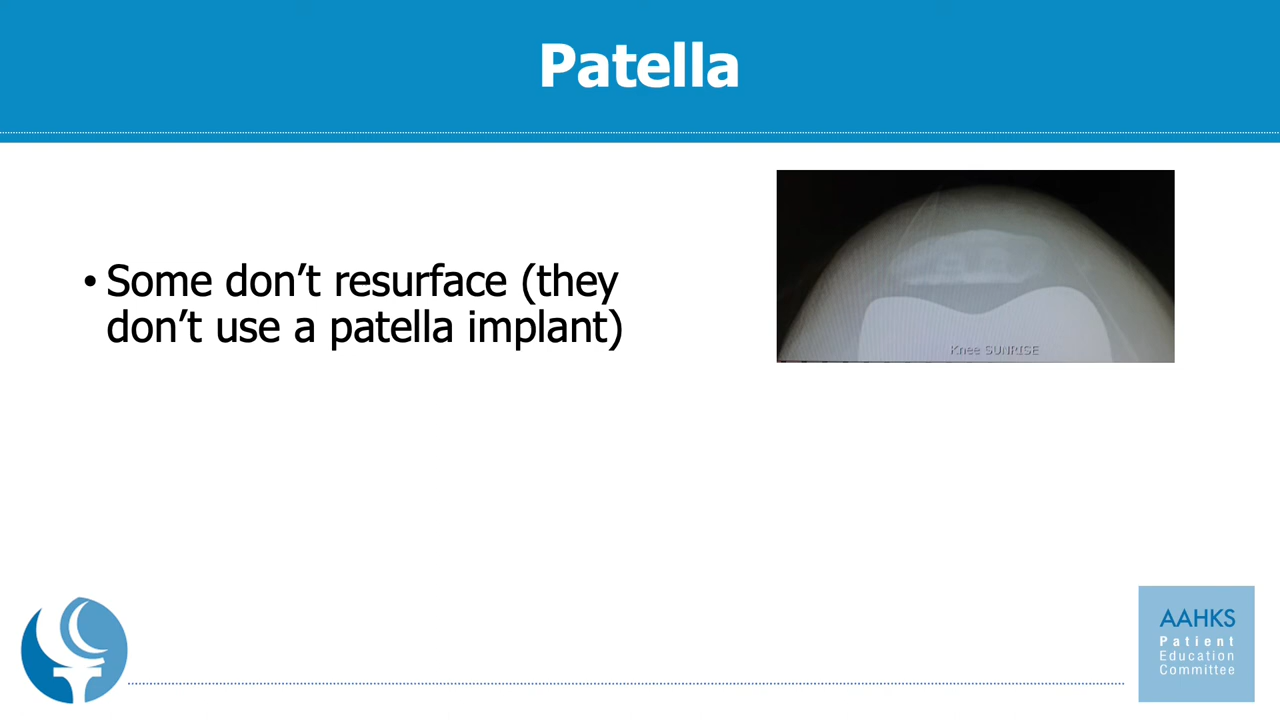 Patella
• Some don’t resurface (they
don’t use a patella implant)
Knee SUNRISE
AAHKS
Patient
Education
Committee